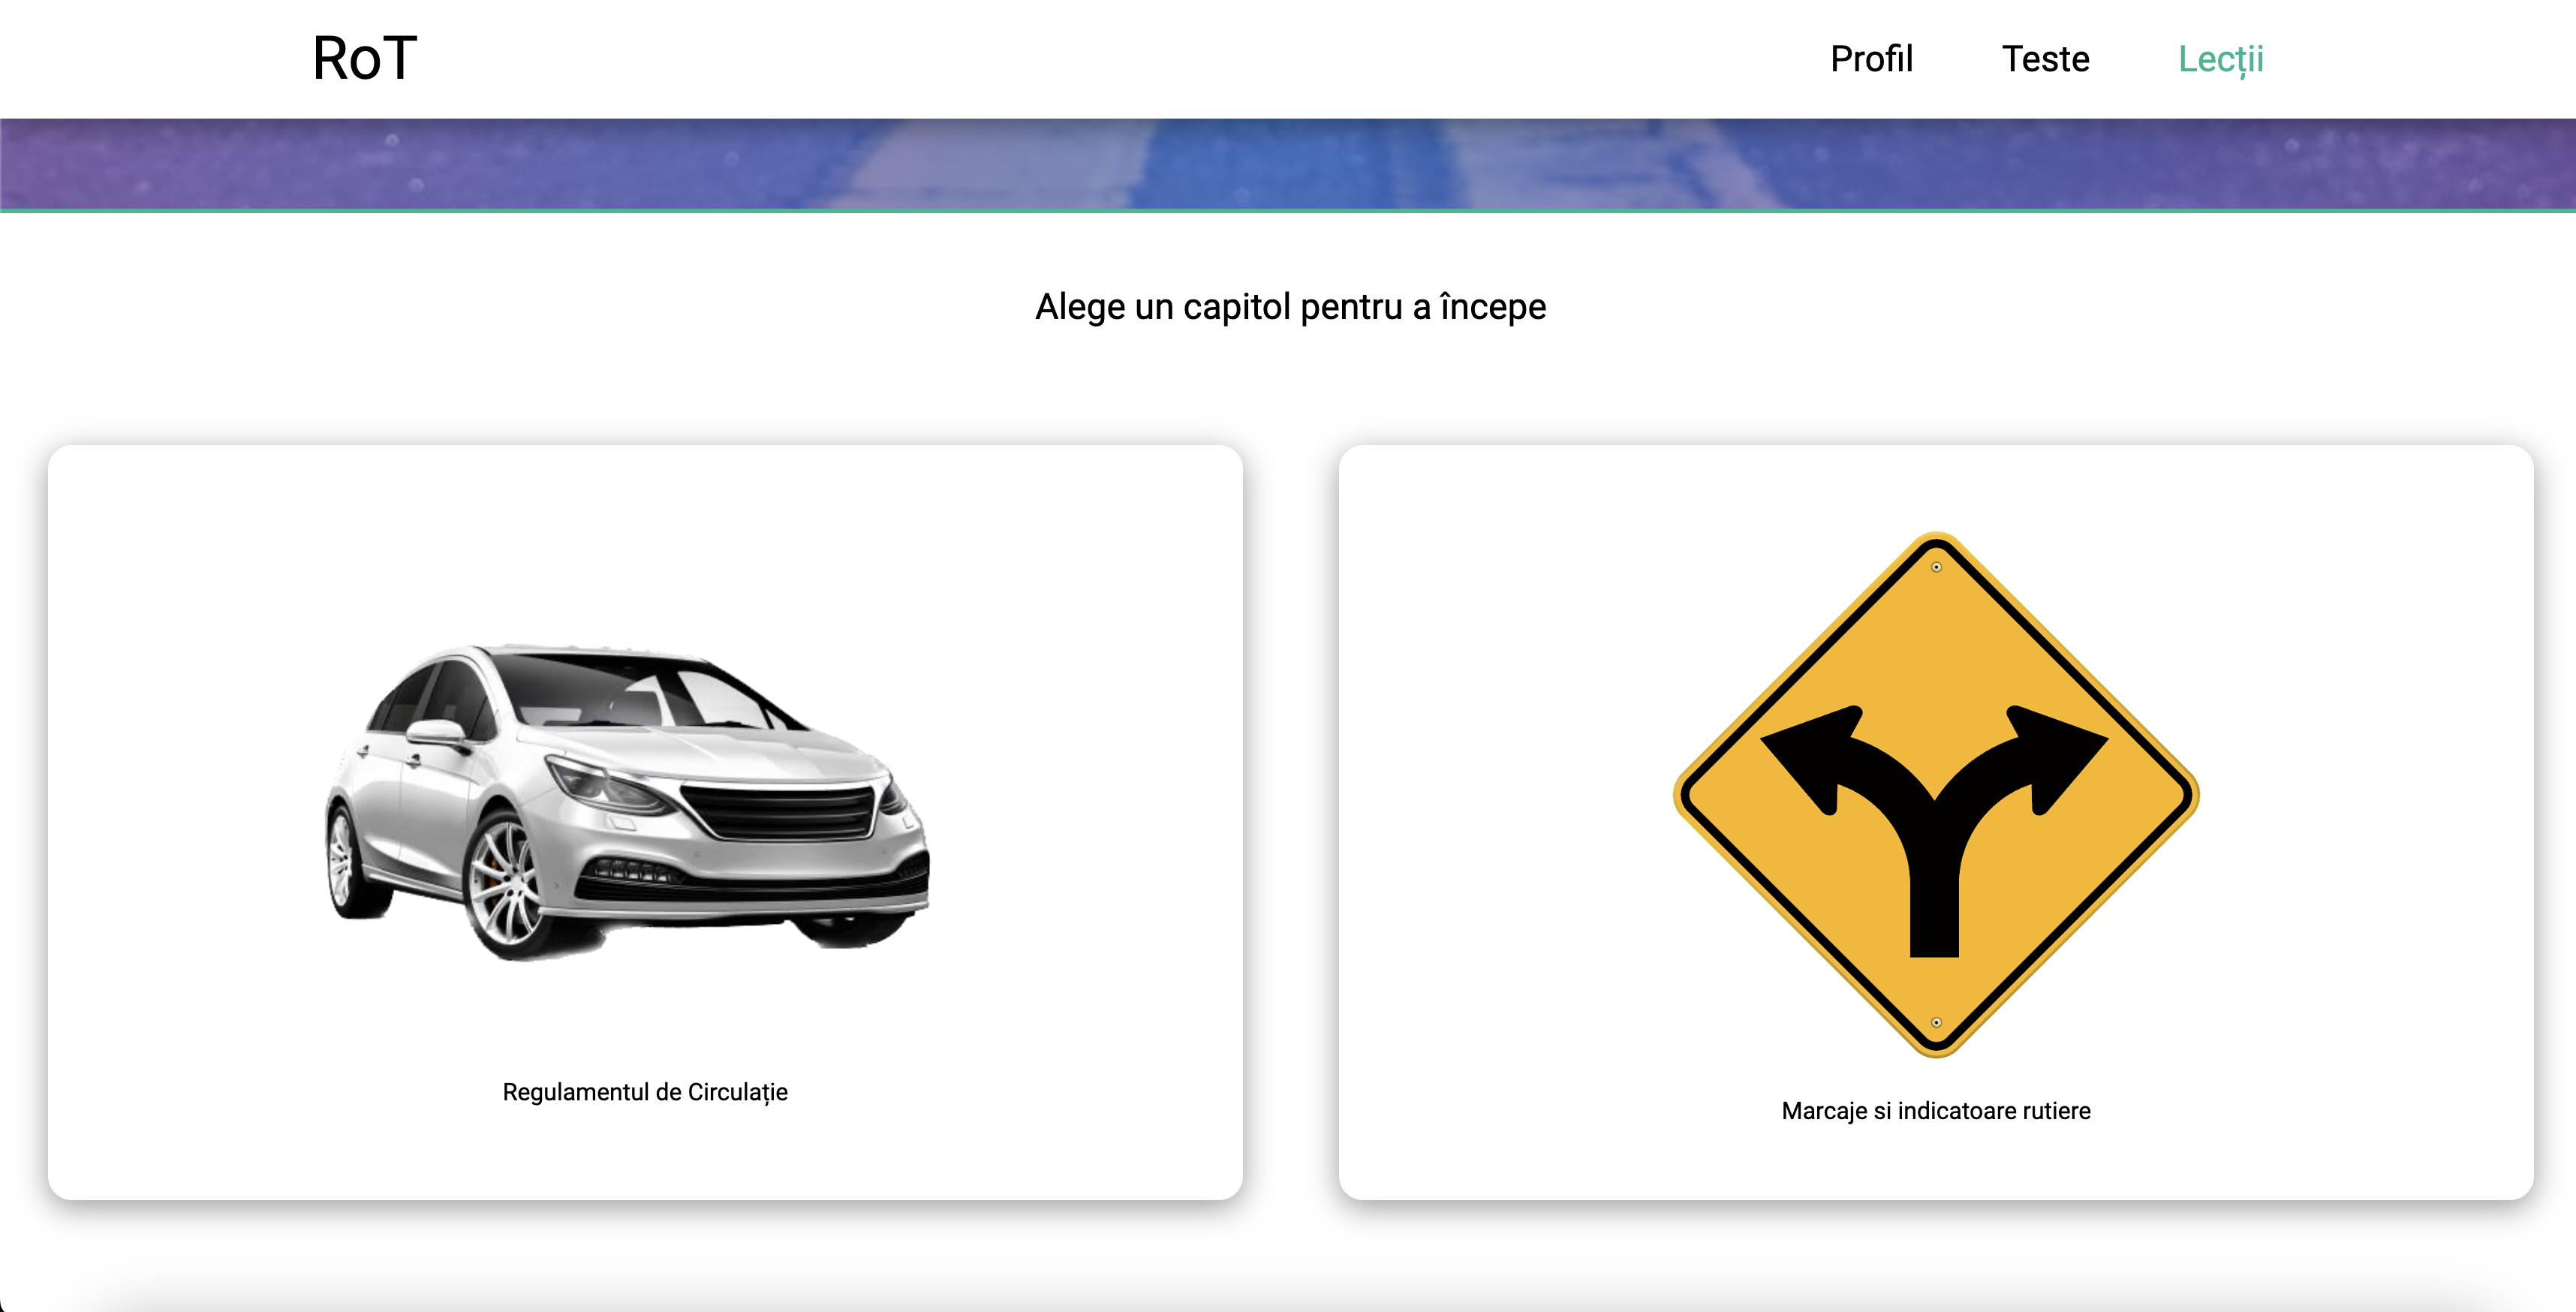 RoT
Profil
Teste
Lecții
Alege un capitol pentru a începe
Regulamentul de Circulație
Marcaje si indicatoare rutiere